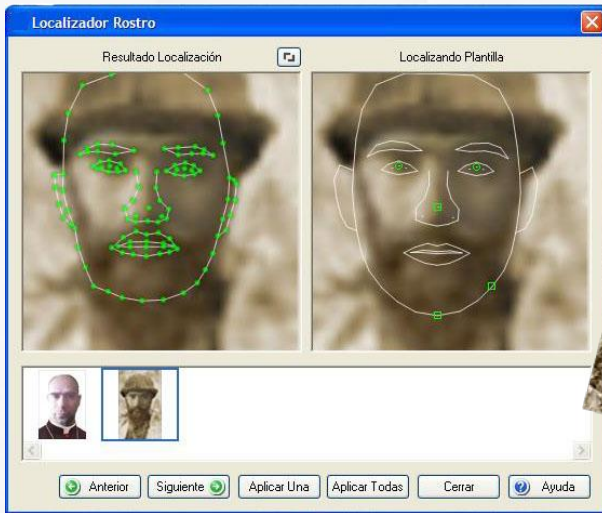 Localizador Rostro
Resultado Localización
Localizando Plantilla
Anterior
Siguiente
Aplicar Una
Aplicar Todas
Cerrar
? Ayuda